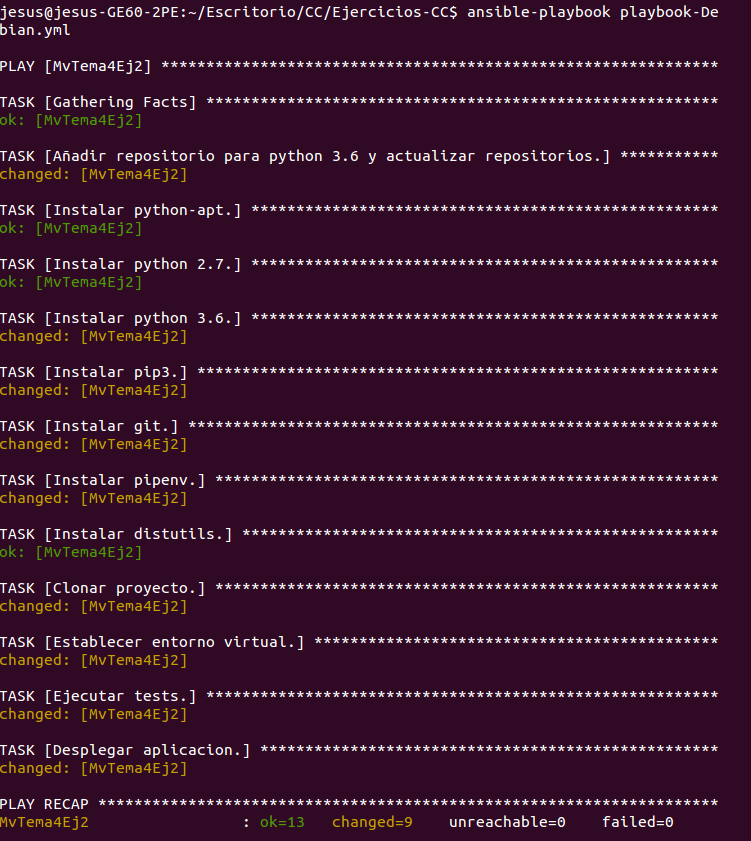 jesus@jesus-GE60-2PE:~/Escritorio/CC/Ejercicios-CC$ ansible-playbook playbook-De
bian.yml
PLAY [MvTema4Ej2] **************************************************************
TASK [Gathering Facts] *********************************************************
ok: [MvTema4Ej2]
TASK [Añadir repositorio para python 3.6 y actualizar repositorios.] ***********
changed: [MvTema4Ej2]
TASK [Instalar python-apt.] ****************************************************
ok: [MvTema4Ej2]
TASK [Instalar python 2.7.] ****************************************************
ok: [MvTema4Ej2]
TASK [Instalar python 3.6.] ****************************************************
changed: [MvTema4Ej2]
TASK [Instalar pip3.] **********************************************************
changed: [MvTema4Ej2]
TASK [Instalar git.] ***********************************************************
changed: [MvTema4Ej2]
TASK [Instalar pipenv.] ********************************************************
changed: [MvTema4Ej2]
TASK [Instalar distutils.] *****************************************************
ok: [MvTema4Ej2]
TASK [Clonar proyecto.] ********************************************************
changed: [MvTema4Ej2]
TASK [Establecer entorno virtual.] *********************************************
changed: [MvTema4Ej2]
TASK [Ejecutar tests.] *********************************************************
changed: [MvTema4Ej2]
TASK [Desplegar aplicacion.] ***************************************************
changed: [MvTema4Ej2]
PLAY RECAP *********************************************************************
MvTema4Ej2                 : ok=13   changed=9    unreachable=0    failed=0